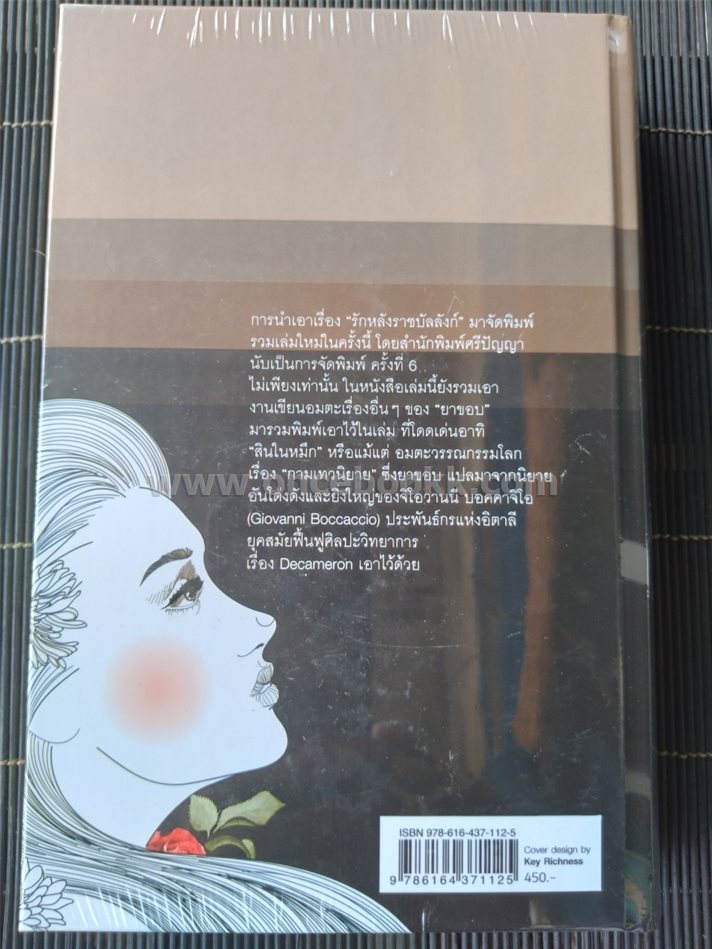 การนำเอาเรื่อง “รักหลังราชบัลลังก์” มาจัดพิมพ์
รวมเล่มใหม่ในครั้งนี้ โดยสำนักพิมพ์ศรีปัญญา
นับเป็นการจัดพิมพ์ ครั้งที่ 6
ไม่เพียงเท่านั้น ในหนังสือเล่มนี้ยังรวมเอา
งานเขียนอมตะเรื่องอื่นๆ ของ “ยาขอบ”
มารวมพิมพ์เอาไว้ในเล่ม ที่โดดเด่นอาทิ
“สินในหมึก” หรือแม้แต่ อมตะวรรณกรรมโลก
เรื่อง “กามเทวนิยาย” ซึ่งยาขอบ แปลมาจากนิยาย
อันโด่งดังและยิ่งใหญ่ของจีโอวานนี บอคคาจีโอ
(Giovanni Boccaccio) ประพันธ์กรแห่งอิตาลี
ยุคสมัยฟื้นฟูศิลปะวิทยาการ
เรื่อง Decameron เอาไว้ด้วย
ISBN 978-616-437-112-5
9 786164 371125
450.-
Cover design by
Key Richness